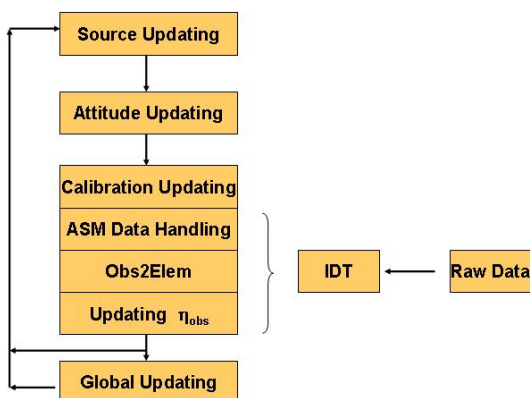 Source Updating
Attitude Updating
Calibration Updating
ASM Data Handling
Obs2Elem
IDT
Raw Data
Updating ηobs
Global Updating